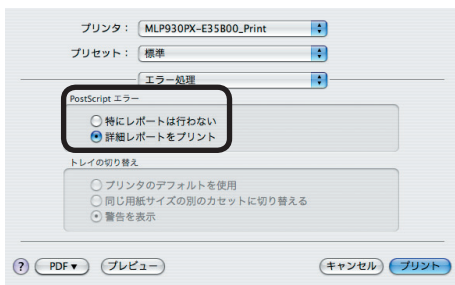 プリンタ： MLP930PX-E35B00_Print
プリセット： 標準
エラー処理
PostScript エラー
特にレポートは行わない
詳細レポートをプリント
トレイの切り替え
プリンタのデフォルトを使用
同じ用紙サイズの別のカセットに切り替える
警告を表示
? PDF▼ プレビュー キャンセル プリント